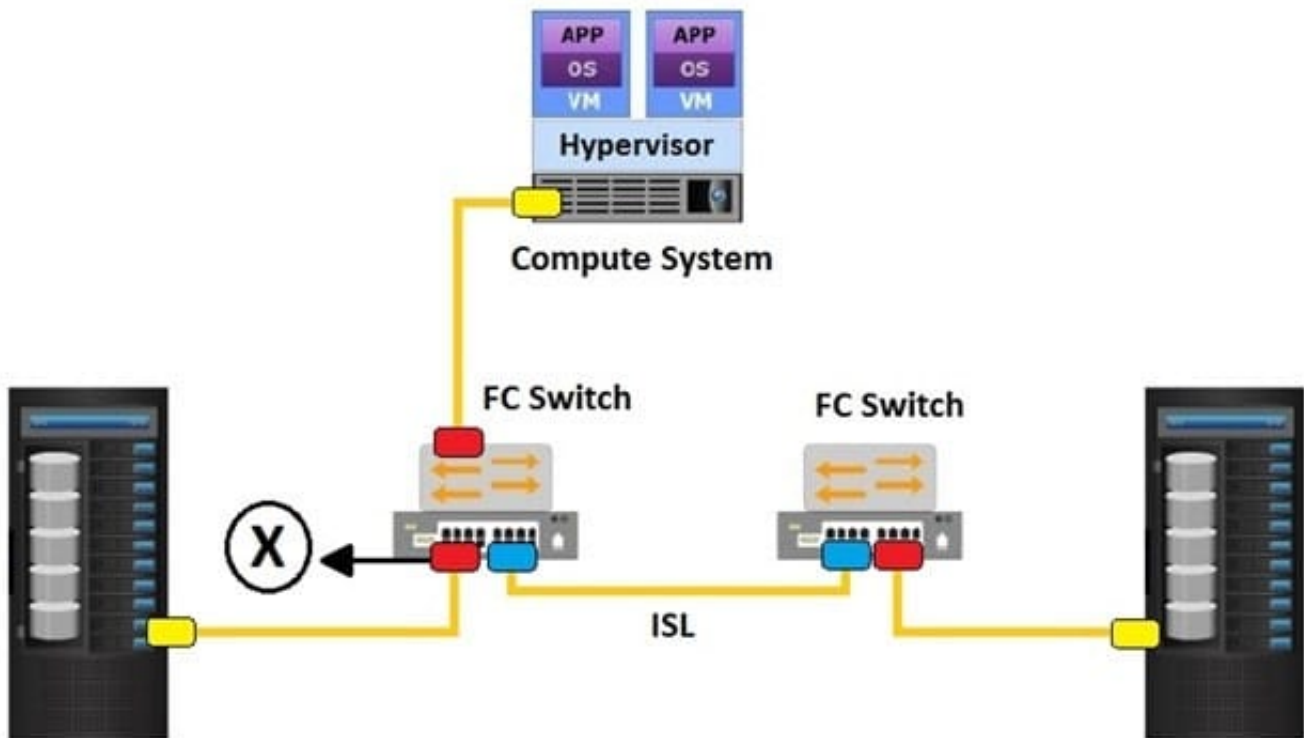 APP
OS
VM
APP
OS
VM
Hypervisor
Compute System
FC Switch
FC Switch
X
ISL